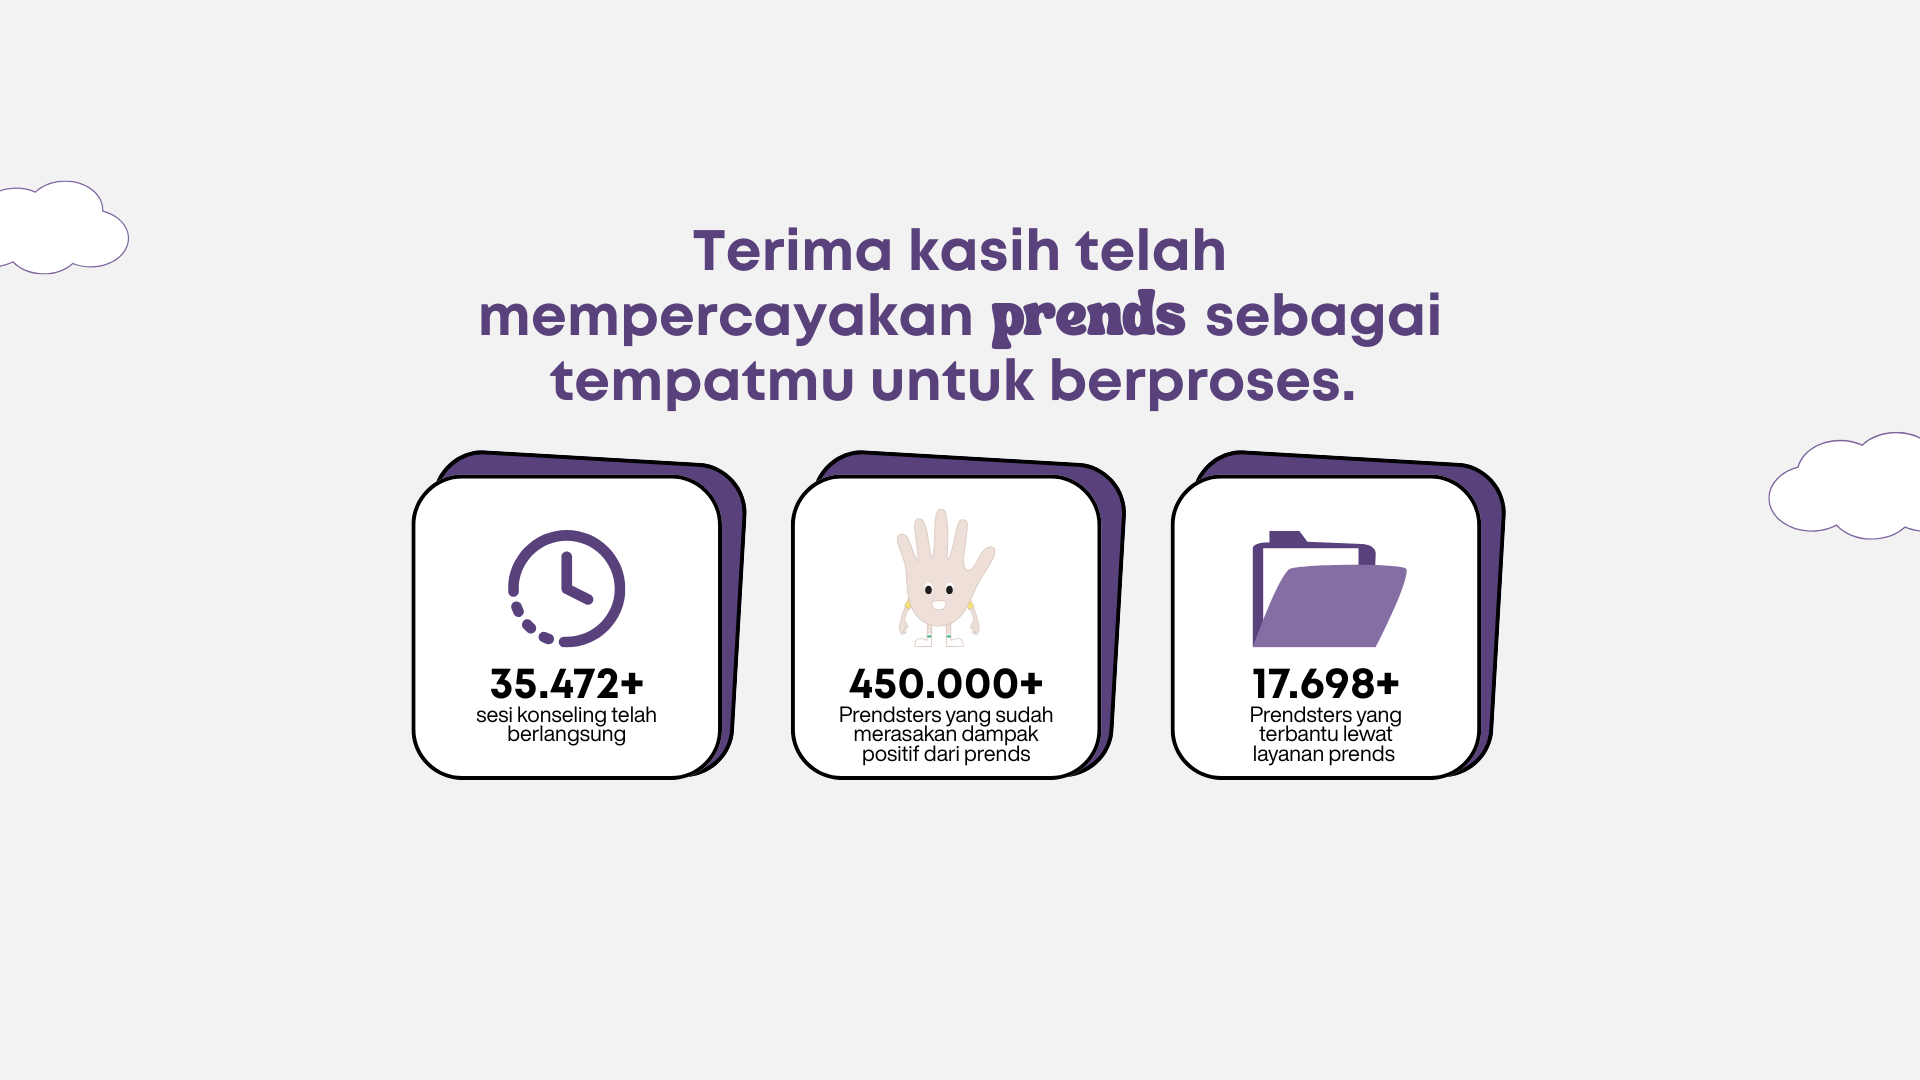 Terima kasih telah
mempercayakan prends sebagai
tempatmu untuk berproses.
35.472+
sesi konseling telah
berlangsung
450.000+
Prendsters yang sudah
merasakan dampak
positif dari prends
17.698+
Prendsters yang
terbantu lewat
layanan prends